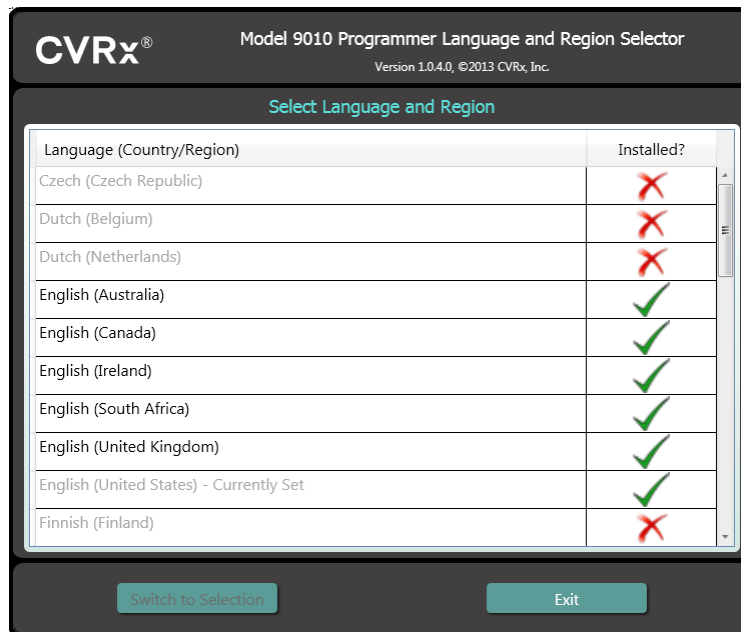 CVRx®
Model 9010 Programmer Language and Region Selector
Version 1.0.4.0, ©2013 CVRx, Inc.
Select Language and Region
Language (Country/Region) Installed?
Czech (Czech Republic)
Dutch (Belgium)
Dutch (Netherlands)
English (Australia)
English (Canada)
English (Ireland)
English (South Africa)
English (United Kingdom)
English (United States) - Currently Set
Finnish (Finland)
Switch to Selection Exit